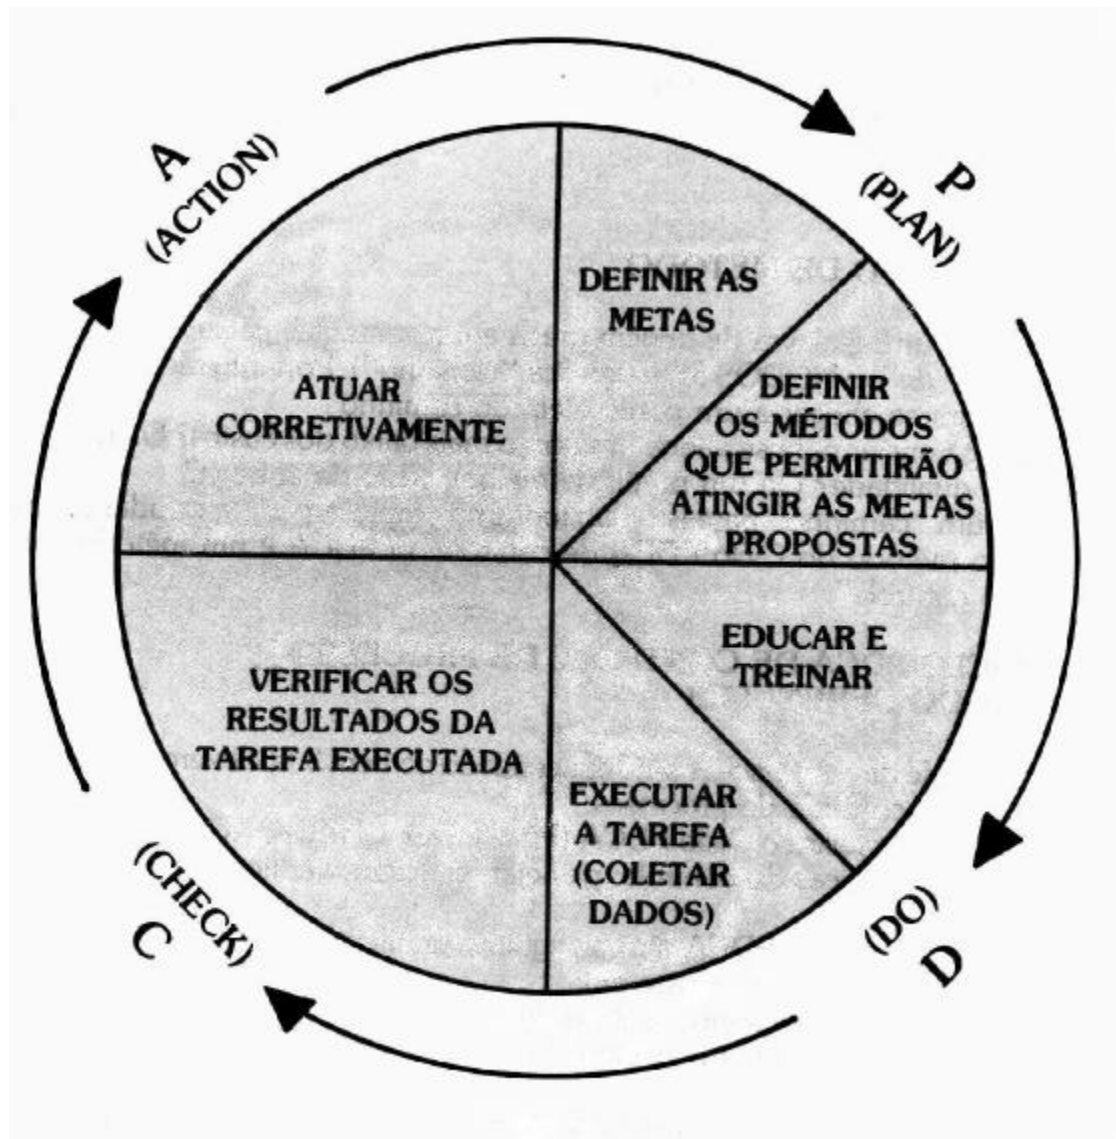 P
(PLAN)
DEFINIR AS
METAS
DEFINIR
OS MÉTODOS
QUE PERMITIRÃO
ATINGIR AS METAS
PROPOSTAS
(DO)
D
EDUCAR E
TREINAR
EXECUTAR
A TAREFA
(COLETAR
DADOS)
(CHECK)
C
VERIFICAR OS
RESULTADOS DA
TAREFA EXECUTADA
A
(ACTION)
ATUAR
CORRETIVAMENTE